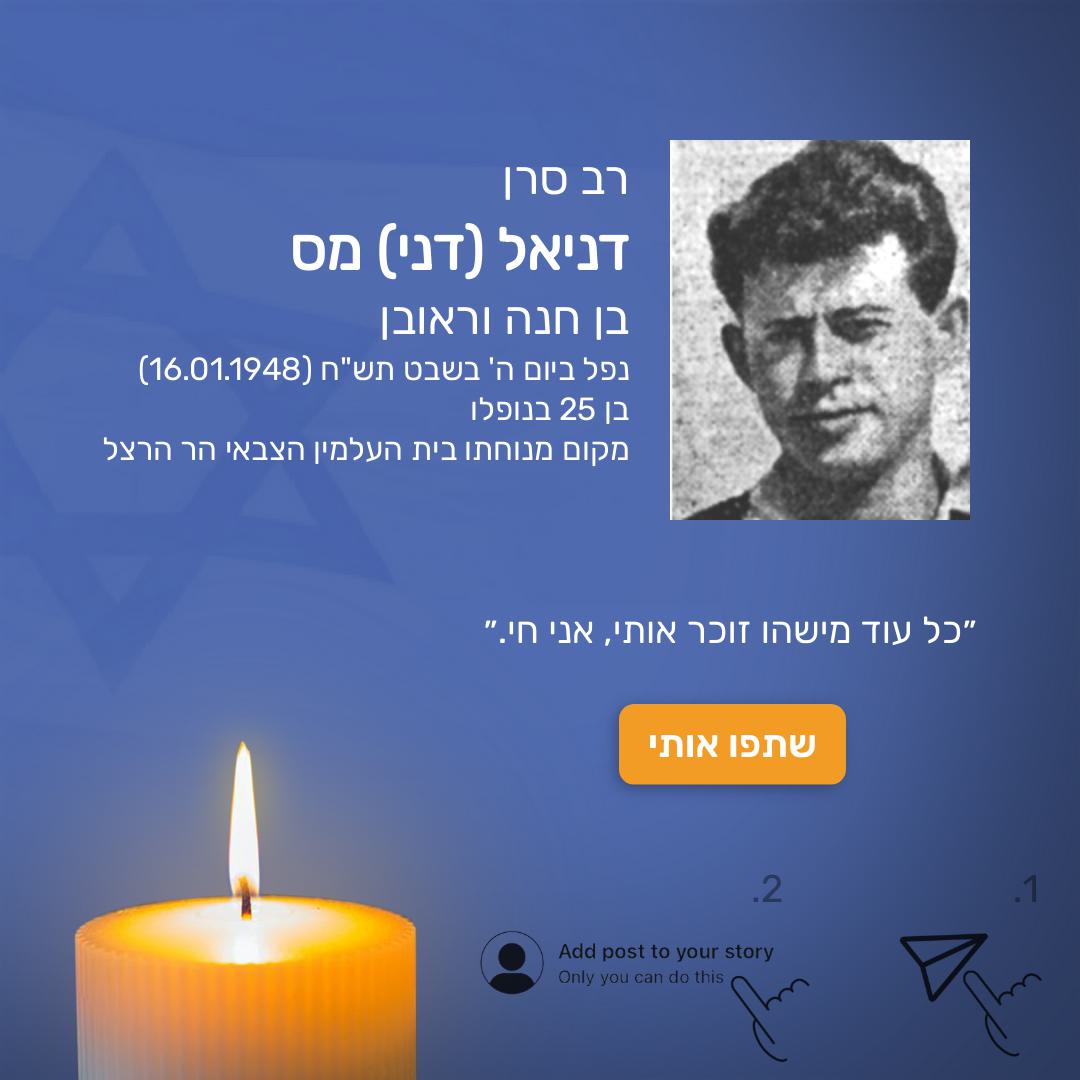 רב סרן
דניאל (דני) מס
בן חנה וראובן
נפל ביום ה' בשבט תש"ח (16.01.1948)
בן 25 בנופלו
מקום מנוחתו בית העלמין הצבאי הר הרצל
״כל עוד מישהו זוכר אותי, אני חי.״
שתפו אותי
.1
.2
Add post to your story
Only you can do this